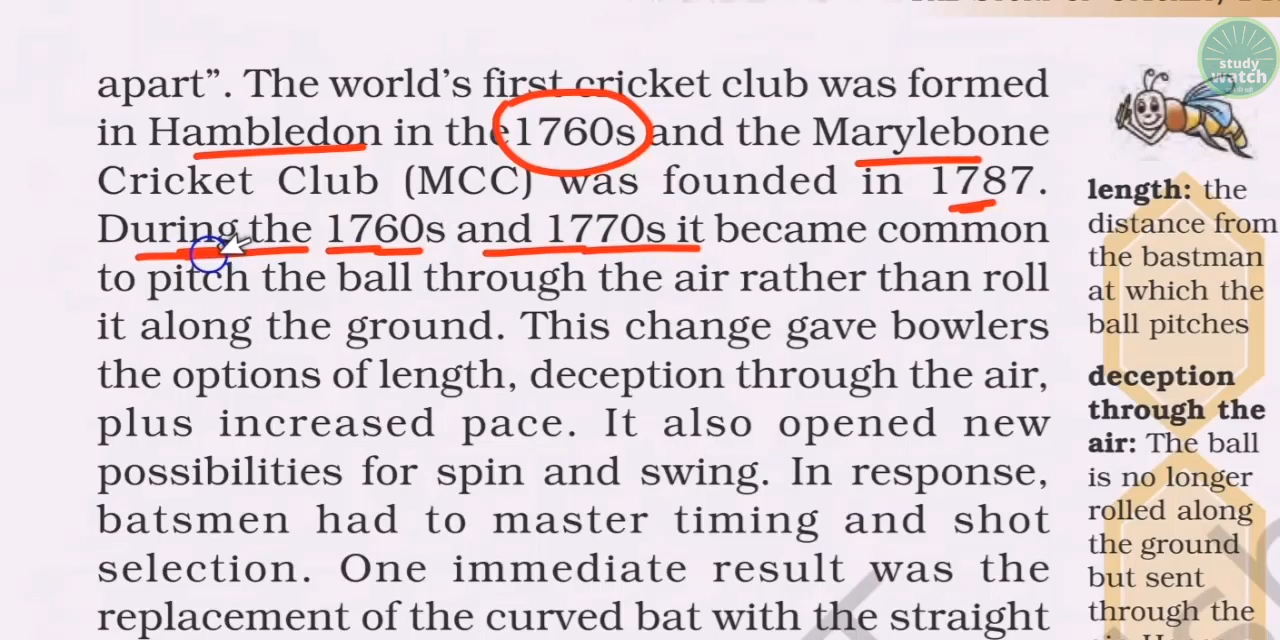 apart”. The world’s first cricket club was formed
in Hambledon in the 1760s and the Marylebone
Cricket Club (MCC) was founded in 1787.
During the 1760s and 1770s it became common
to pitch the ball through the air rather than roll
it along the ground. This change gave bowlers
the options of length, deception through the air,
plus increased pace. It also opened new
possibilities for spin and swing. In response,
batsmen had to master timing and shot
selection. One immediate result was the
replacement of the curved bat with the straight
study
watch
length: the
distance from
the bastman
at which the
ball pitches
deception
through the
air: The ball
is no longer
rolled along
the ground
but sent
through the